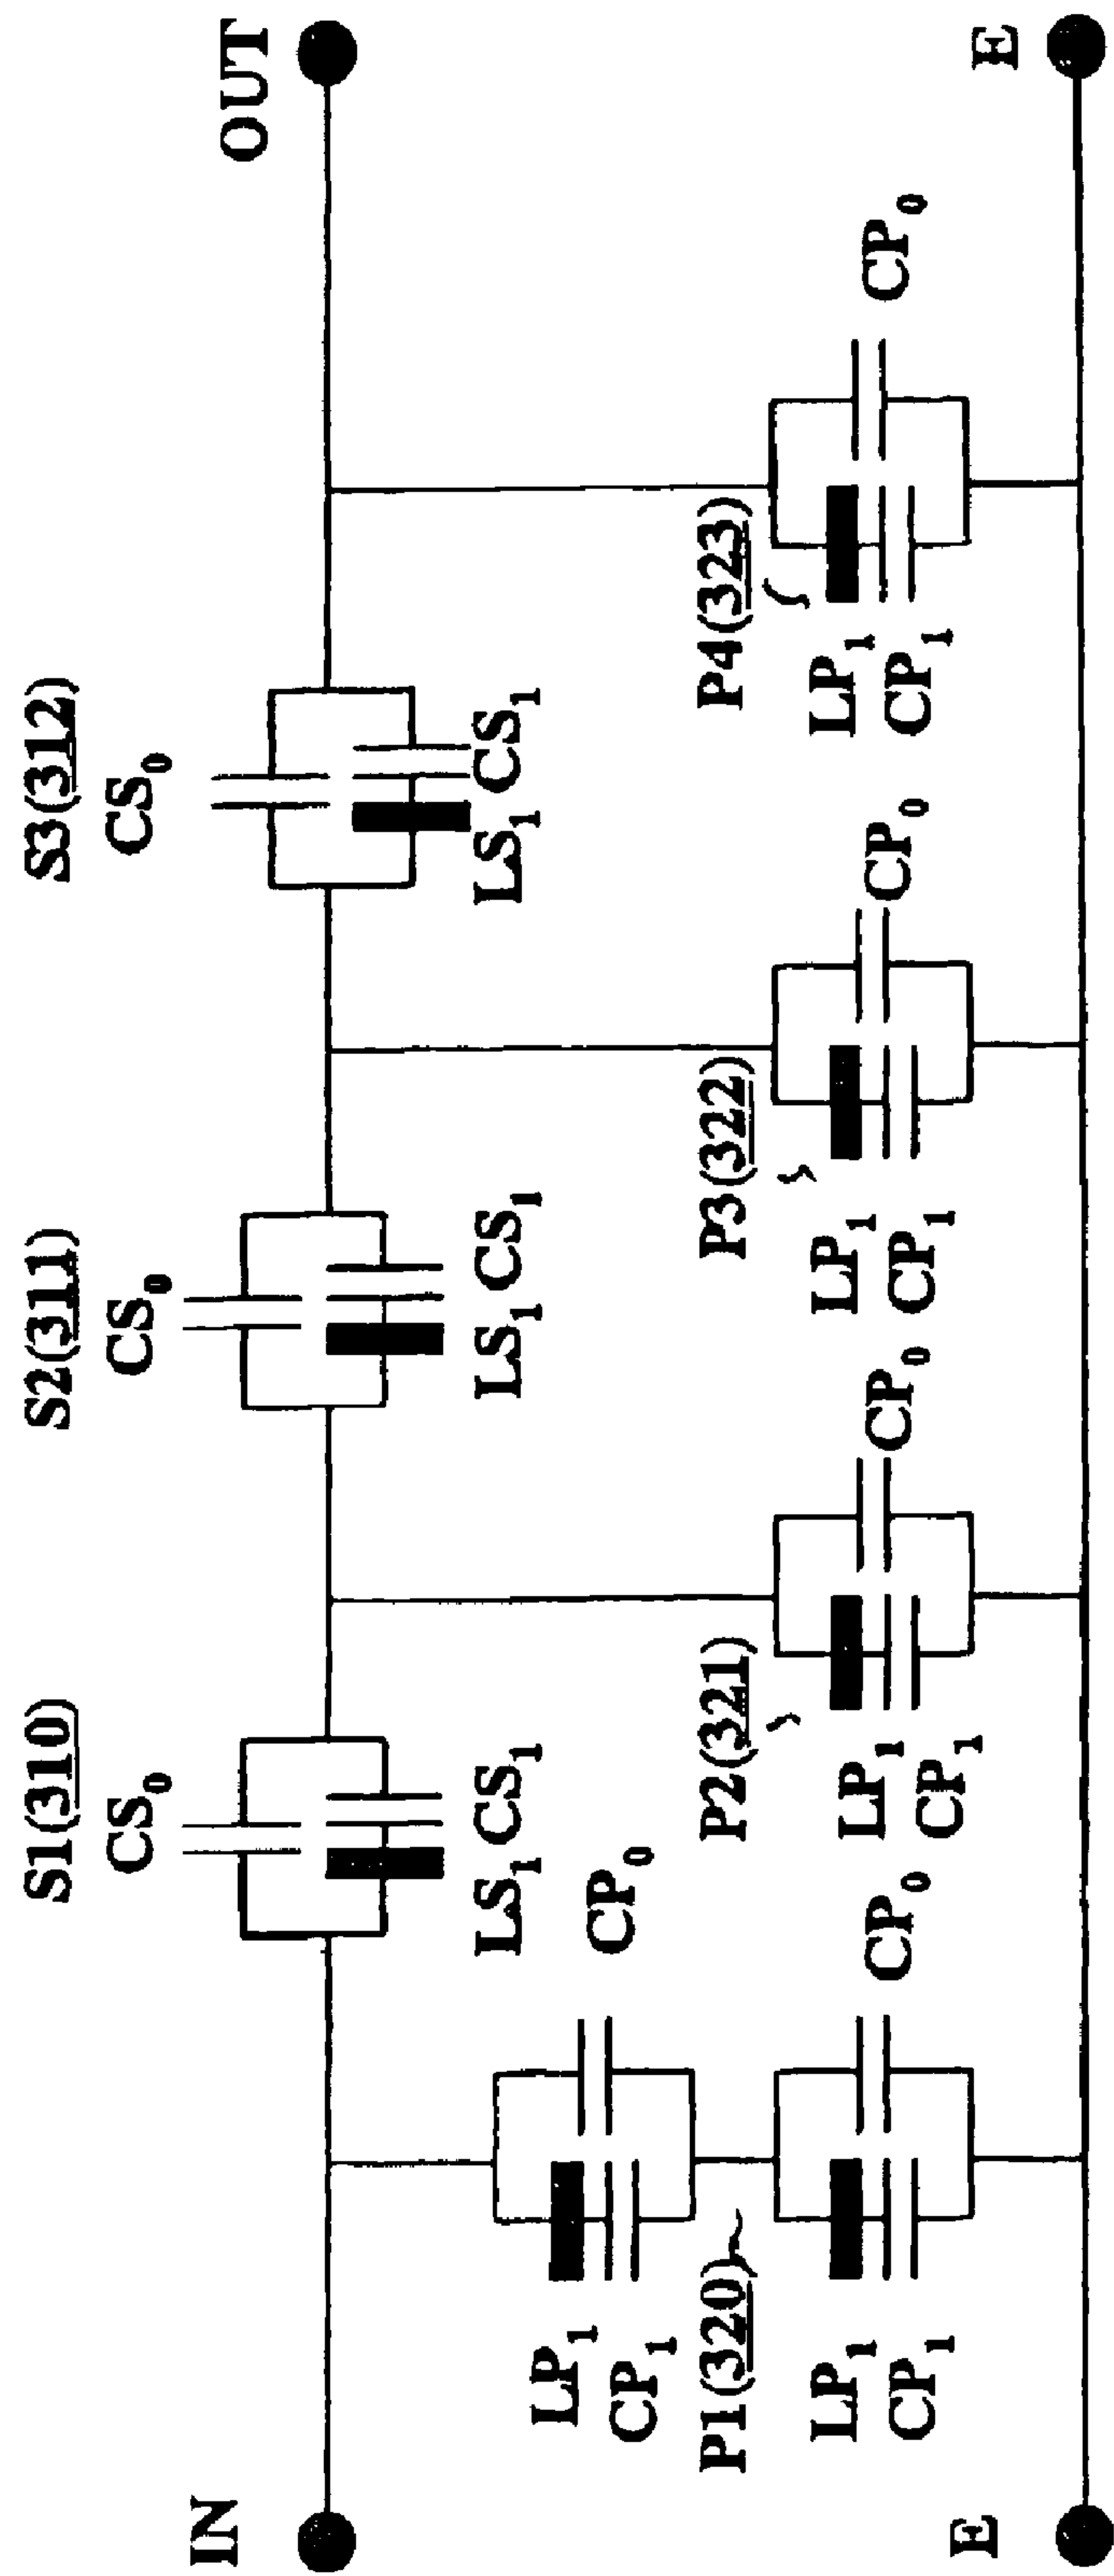 S1(310)
S2(311)
S3(312)
CS0
CS0
CS0
IN
OUT
LS1 CS1
LS1 CS1
LS1 CS1
LP1
CP1
CP0
P1(320)
P2(321)
P3(322)
P4(323)
LP1
CP1
CP0
LP1
CP1
CP0
LP1
CP1
CP0
LP1
CP1
CP0
E
E